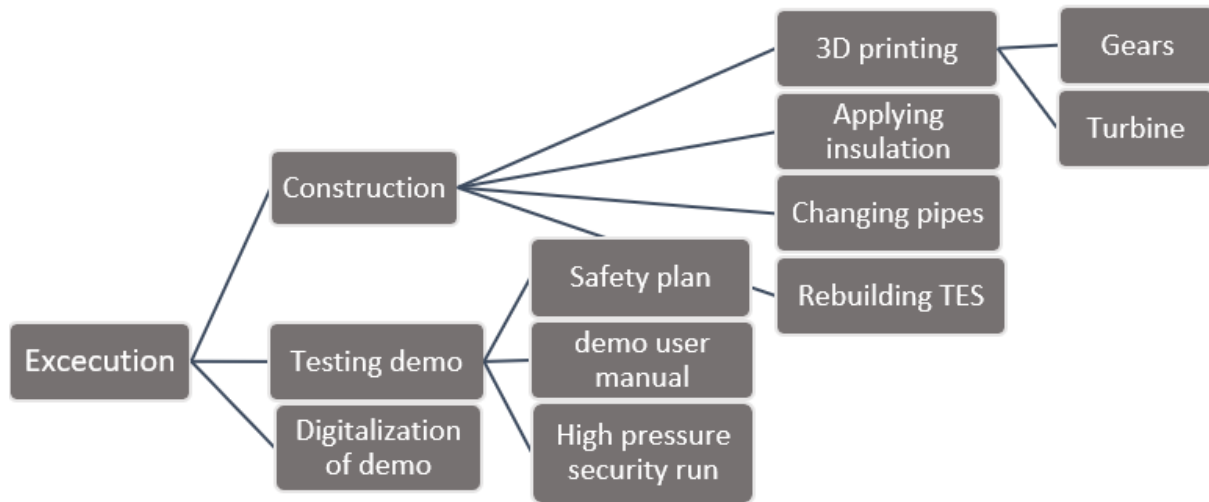 3D printing
Gears
Turbine
Applying
insulation
Construction
Changing pipes
Safety plan
Rebuilding TES
Excecution
Testing demo
demo user
manual
Digitalization
of demo
High pressure
security run